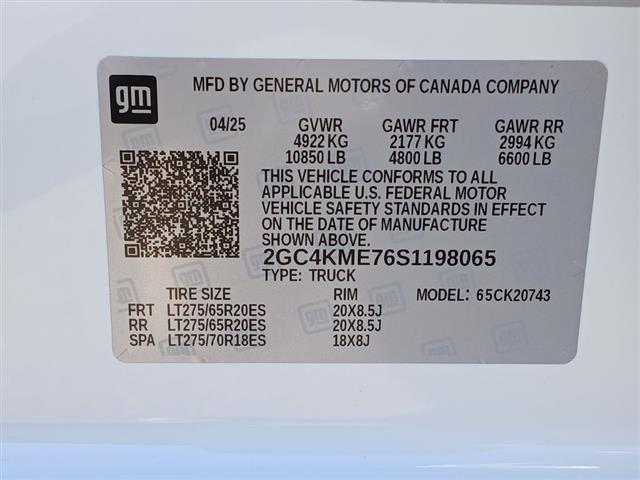 gm
MFD BY GENERAL MOTORS OF CANADA COMPANY
04/25 GVWR GAWR FRT GAWR RR
4922 KG 2177 KG 2994 KG
10850 LB 4800 LB 6600 LB
THIS VEHICLE CONFORMS TO ALL
APPLICABLE U.S. FEDERAL MOTOR
VEHICLE SAFETY STANDARDS IN EFFECT
ON THE DATE OF MANUFACTURE
SHOWN ABOVE.
2GC4KME76S1198065
TYPE: TRUCK
TIRE SIZE RIM MODEL: 65CK20743
FRT LT275/65R20ES 20X8.5J
RR LT275/65R20ES 20X8.5J
SPA LT275/70R18ES 18X8J